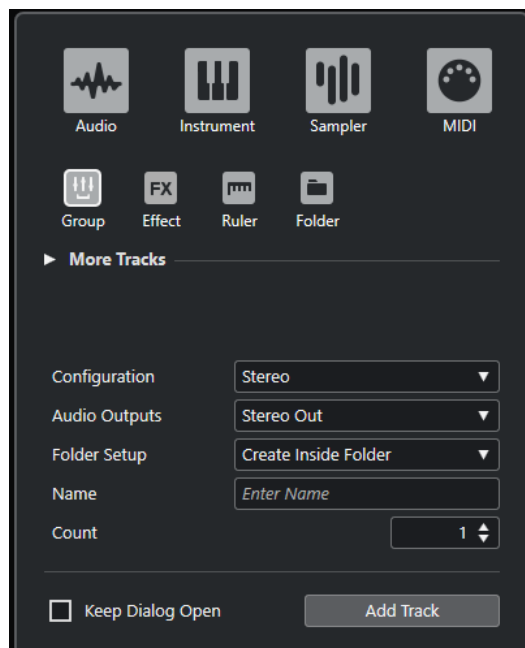 Audio Instrument Sampler MIDI
FX
Group Effect Ruler Folder
More Tracks
Configuration Stereo
Audio Outputs Stereo Out
Folder Setup Create Inside Folder
Name Enter Name
Count 1
Keep Dialog Open Add Track